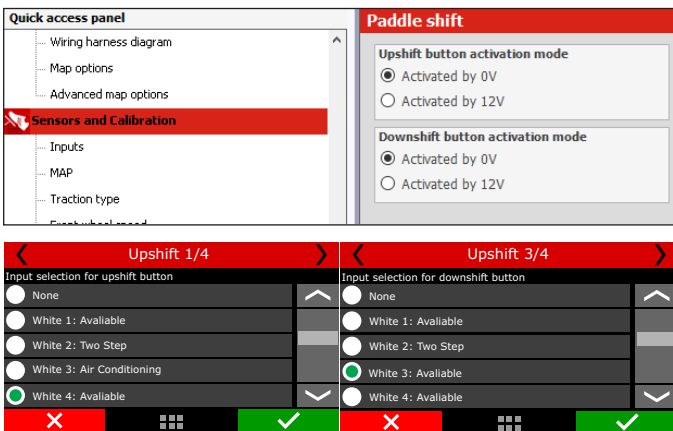 Quick access panel
Wiring harness diagram
Map options
Advanced map options
Sensors and Calibration
Inputs
MAP
Traction type
Front wheel speed
Paddle shift
Upshift button activation mode
Activated by 0V
Activated by 12V
Downshift button activation mode
Activated by 0V
Activated by 12V
Upshift 1/4
Input selection for upshift button
None
White 1: Avaliable
White 2: Two Step
White 3: Air Conditioning
White 4: Avaliable
Upshift 3/4
Input selection for downshift button
None
White 1: Avaliable
White 2: Two Step
White 3: Avaliable
White 4: Avaliable